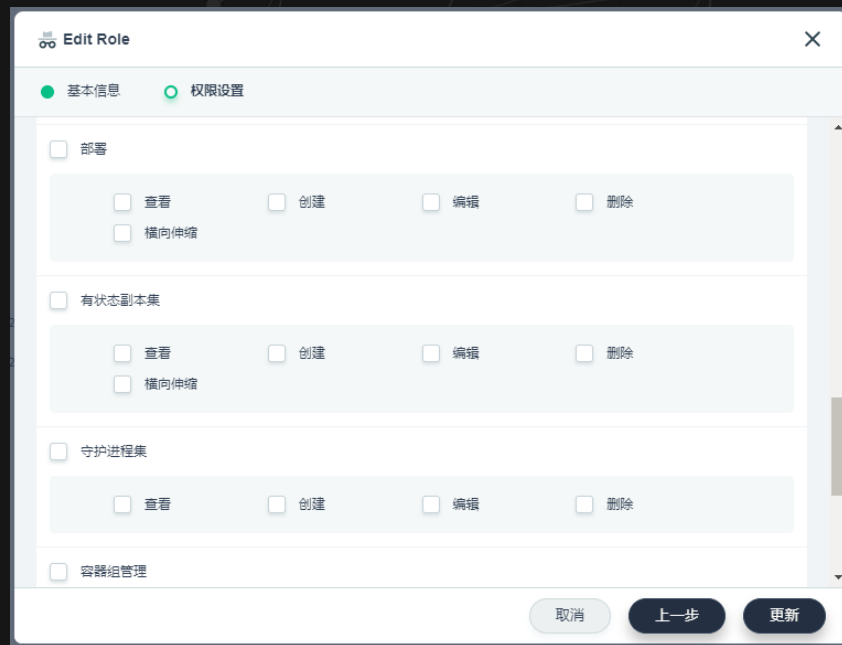 Edit Role
基本信息 权限设置
部署
查看 创建 编辑 删除
横向伸缩
有状态副本集
查看 创建 编辑 删除
横向伸缩
守护进程集
查看 创建 编辑 删除
容器组管理
取消 上一步 更新